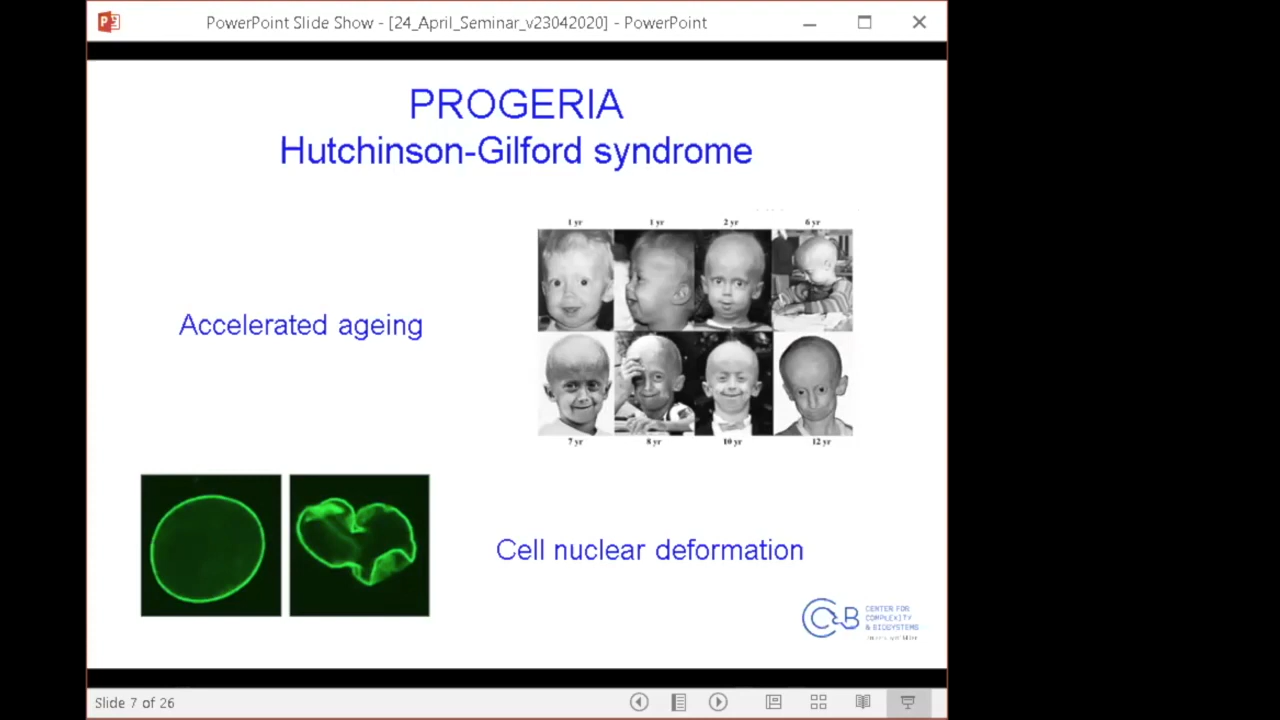 PowerPoint Slide Show - [24_April_Seminar_v23042020] - PowerPoint
PROGERIA
Hutchinson-Gilford syndrome
1 yr 1 yr 2 yr 6 yr
Accelerated ageing
7 yr 8 yr 10 yr 12 yr
Cell nuclear deformation
C&B
CENTER FOR
COMPLEXITY
& BIOSYSTEMS
Slide 7 of 26